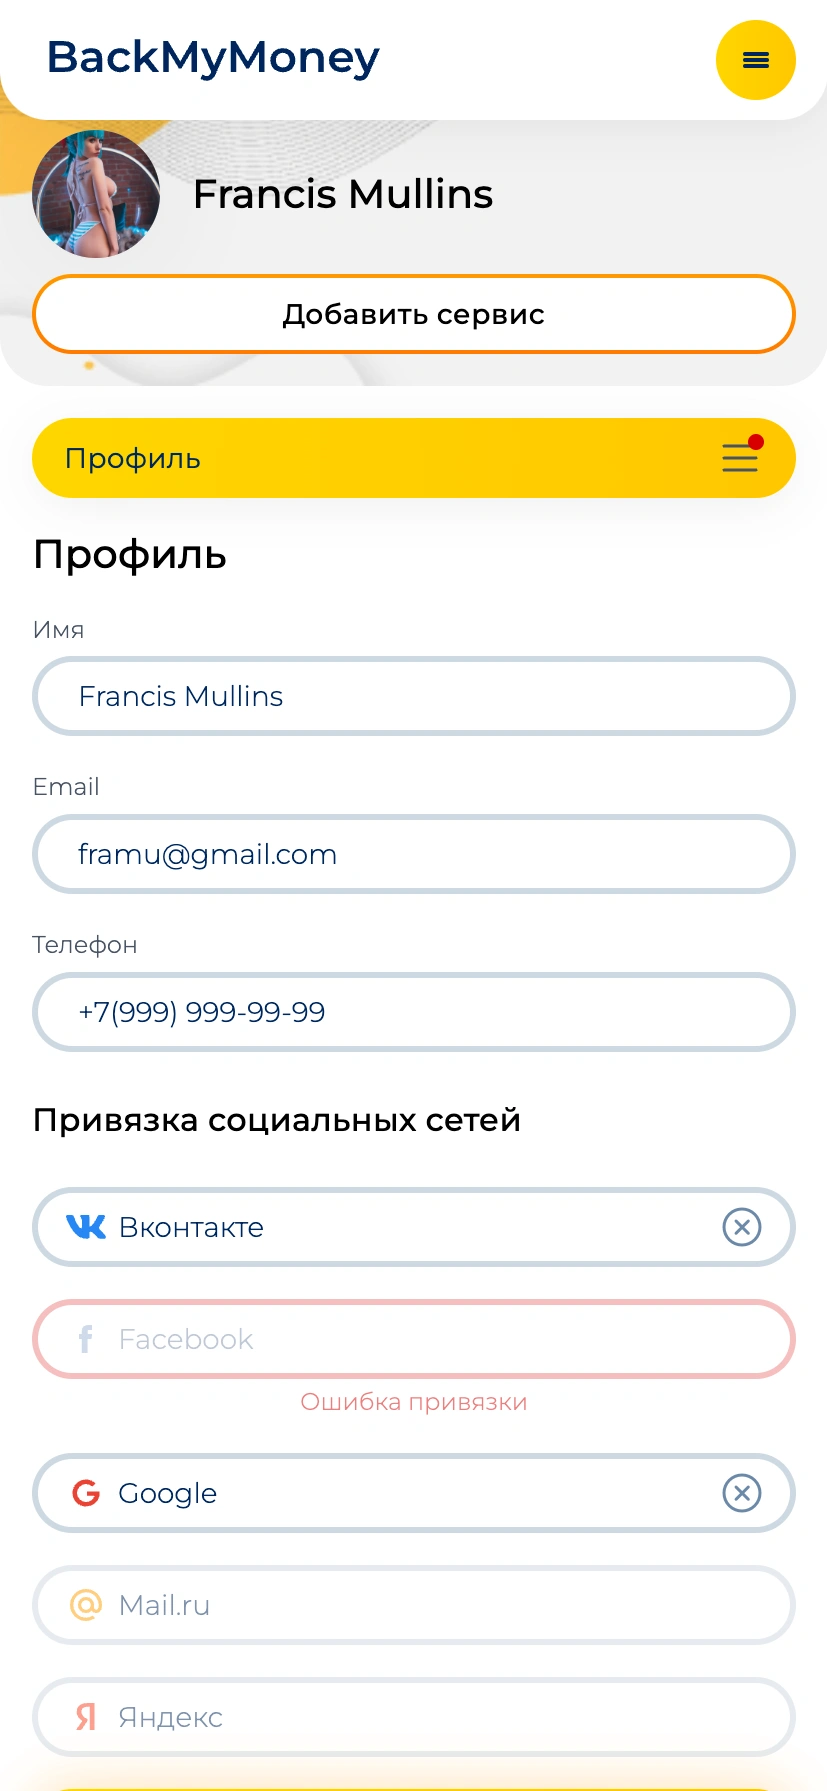 BackMyMoney
Francis Mullins
Добавить сервис
Профиль
Профиль
Имя
Francis Mullins
Email
framu@gmail.com
Телефон
+7(999) 999-99-99
Привязка социальных сетей
Вконтакте
Facebook
Ошибка привязки
Google
Mail.ru
Яндекс